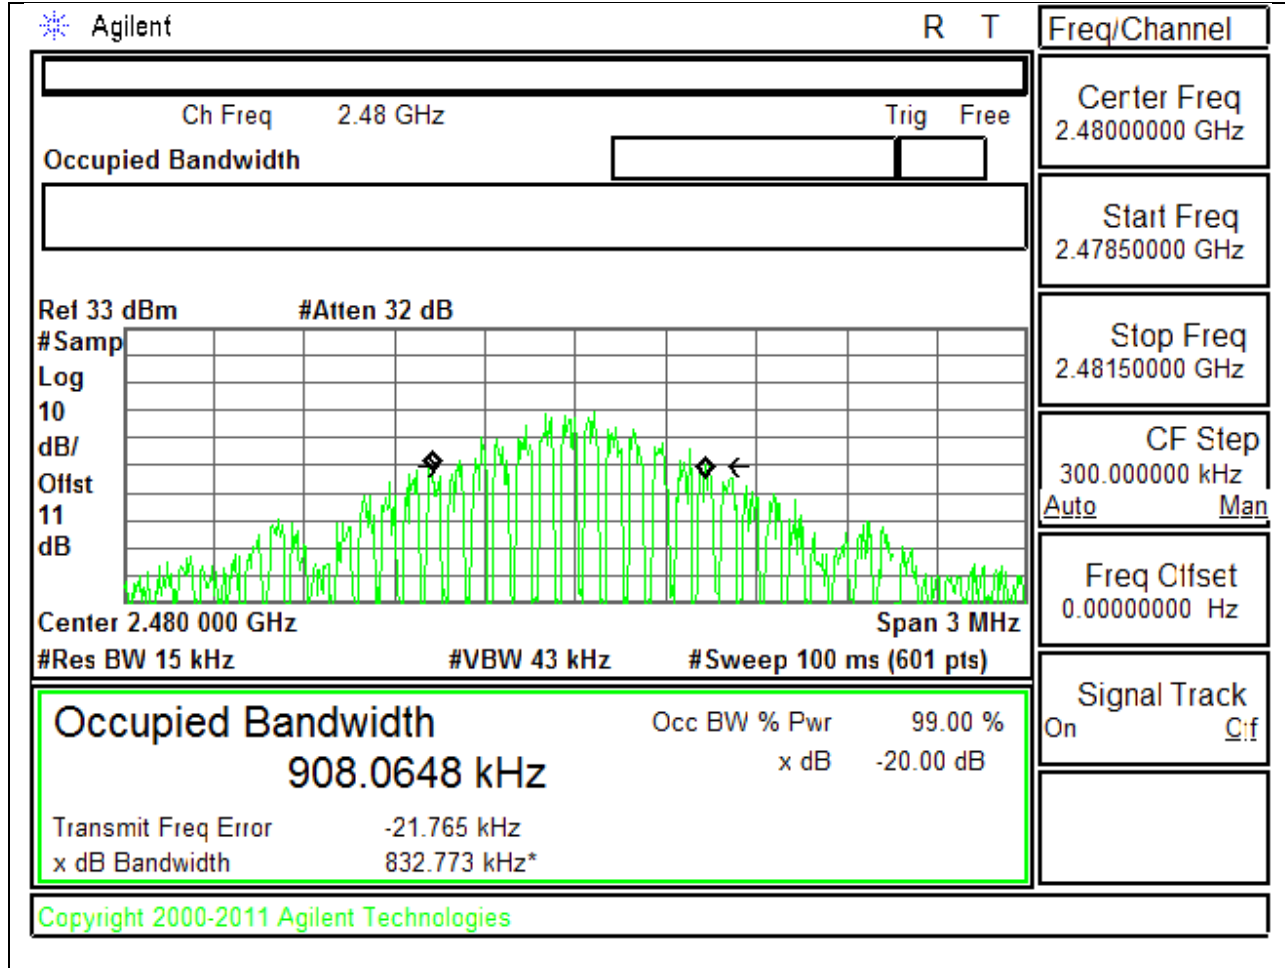 Agilent R T
Freq/Channel
Ch Freq 2.48 GHz Trig Free
Occupied Bandwidth
Center Freq
2.48000000 GHz
Start Freq
2.47850000 GHz
Stop Freq
2.48150000 GHz
CF Step
300.000000 kHz
Auto Man
Freq Offset
0.00000000 Hz
Signal Track
On Off
Ref 33 dBm #Atten 32 dB
#Samp
Log
10
dB/
Offst
11
dB
Center 2.480 000 GHz Span 3 MHz
#Res BW 15 kHz #VBW 43 kHz #Sweep 100 ms (601 pts)
Occupied Bandwidth Occ BW % Pwr 99.00 %
908.0648 kHz x dB -20.00 dB
Transmit Freq Error -21.765 kHz
x dB Bandwidth 832.773 kHz*
Copyright 2000-2011 Agilent Technologies